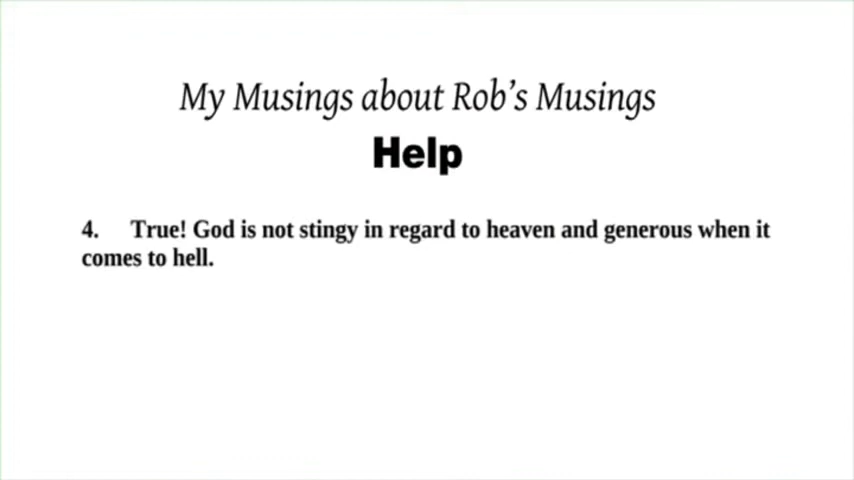 My Musings about Rob's Musings
Help
4. True! God is not stingy in regard to heaven and generous when it
comes to hell.